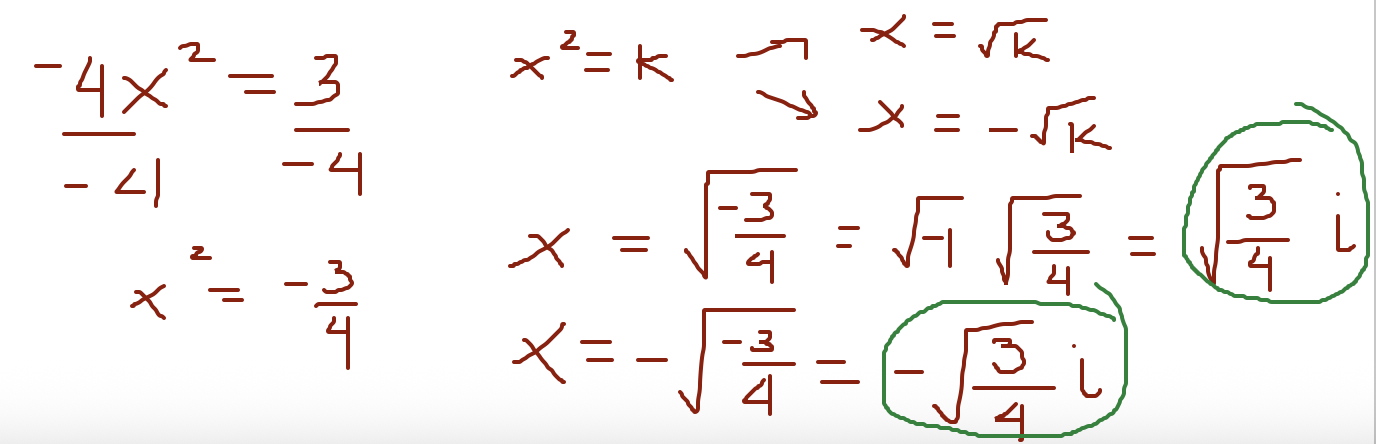 -4x² = 3
-4 -4
x² = -3/4
x² = k → x = √k
→ x = -√k
x = √(-3/4) = √-1 √(3/4) = √(3/4) i
x = -√(-3/4) = -√(3/4) i